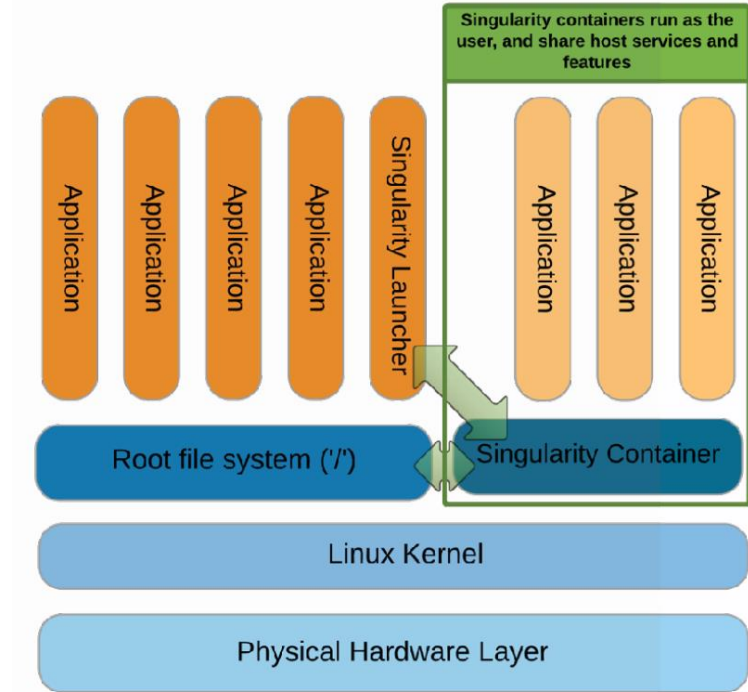 Singularity containers run as the
user, and share host services and
features
Application
Application
Application
Application
Singularity Launcher
Application
Application
Application
Root file system ('/')
Singularity Container
Linux Kernel
Physical Hardware Layer